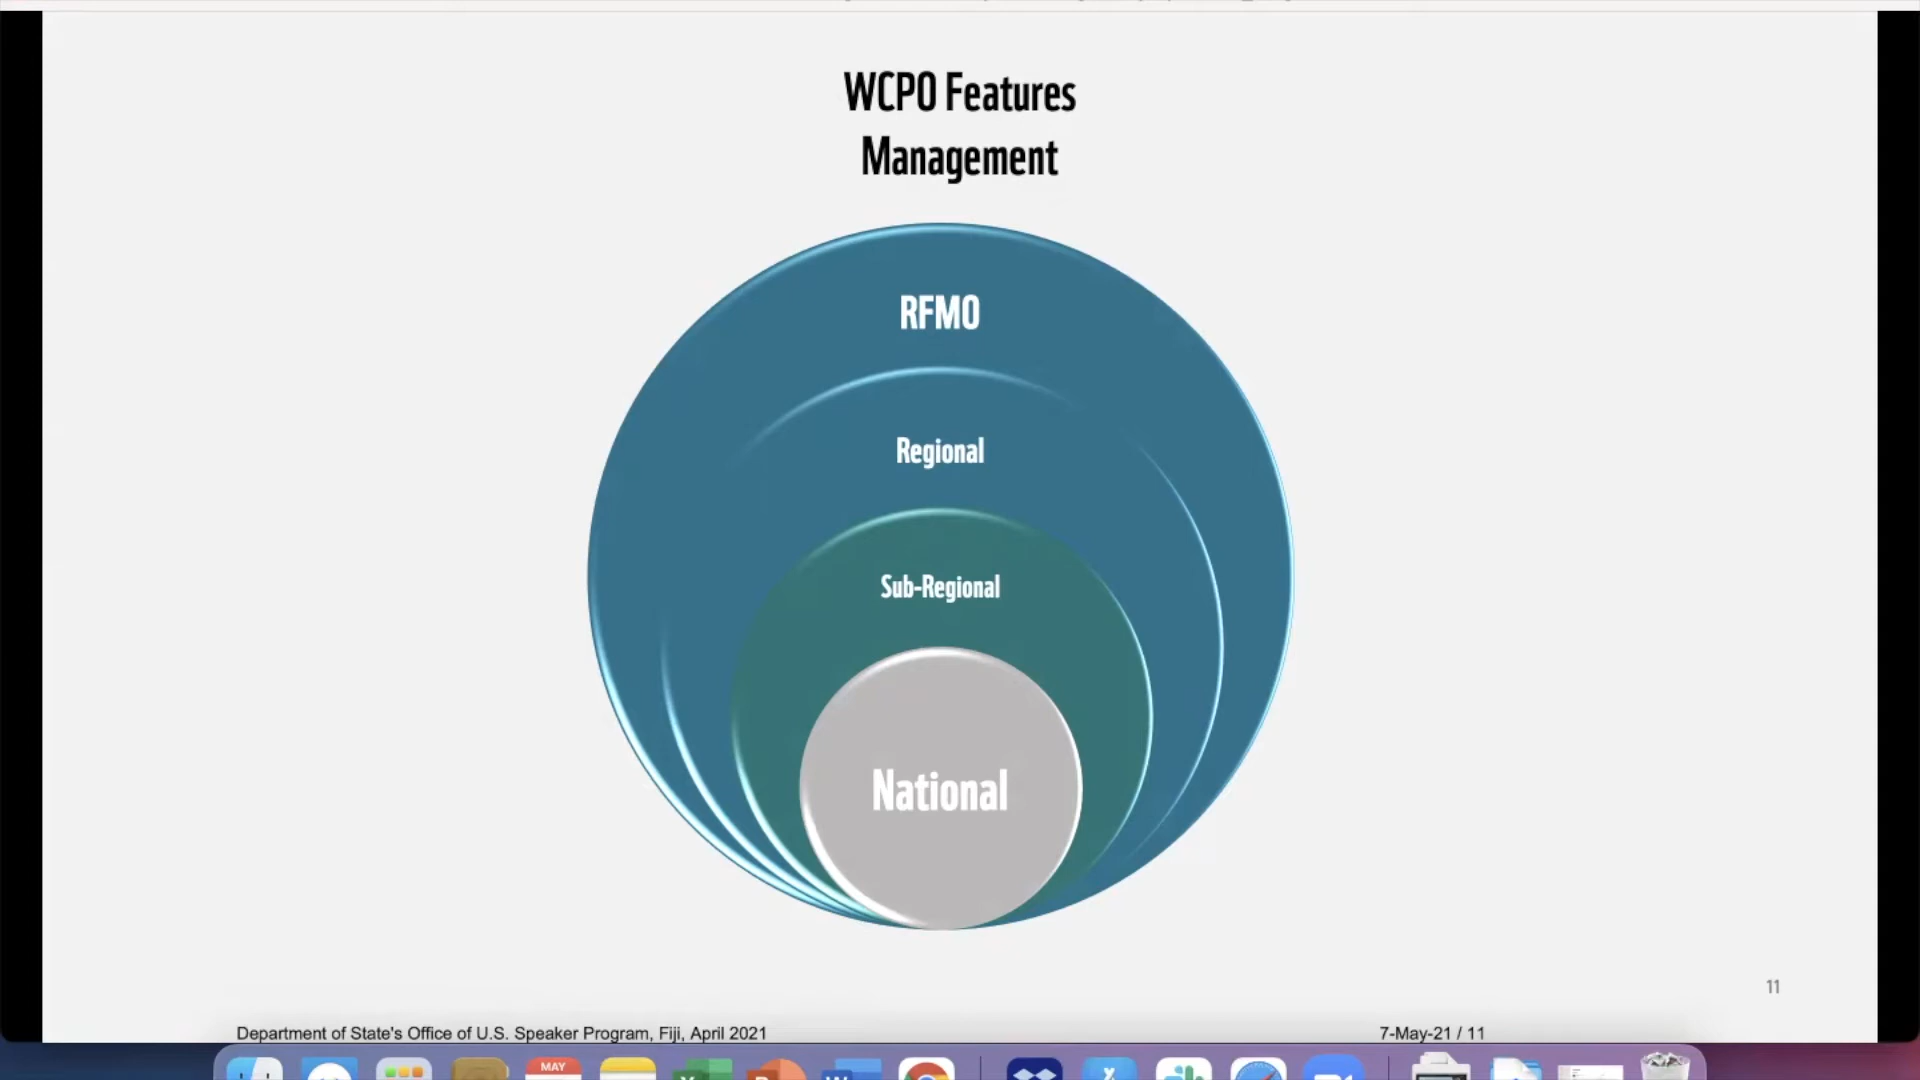 WCPO Features
Management
RFMO
Regional
Sub-Regional
National
11
Department of State's Office of U.S. Speaker Program, Fiji, April 2021
7-May-21 / 11
MAY